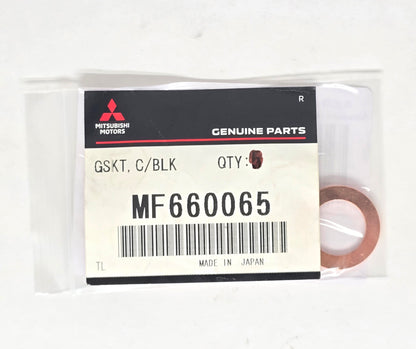 R
MITSUBISHI
MOTORS
GENUINE PARTS
GSKT, C/BLK QTY:
MF660065
TL MADE IN JAPAN